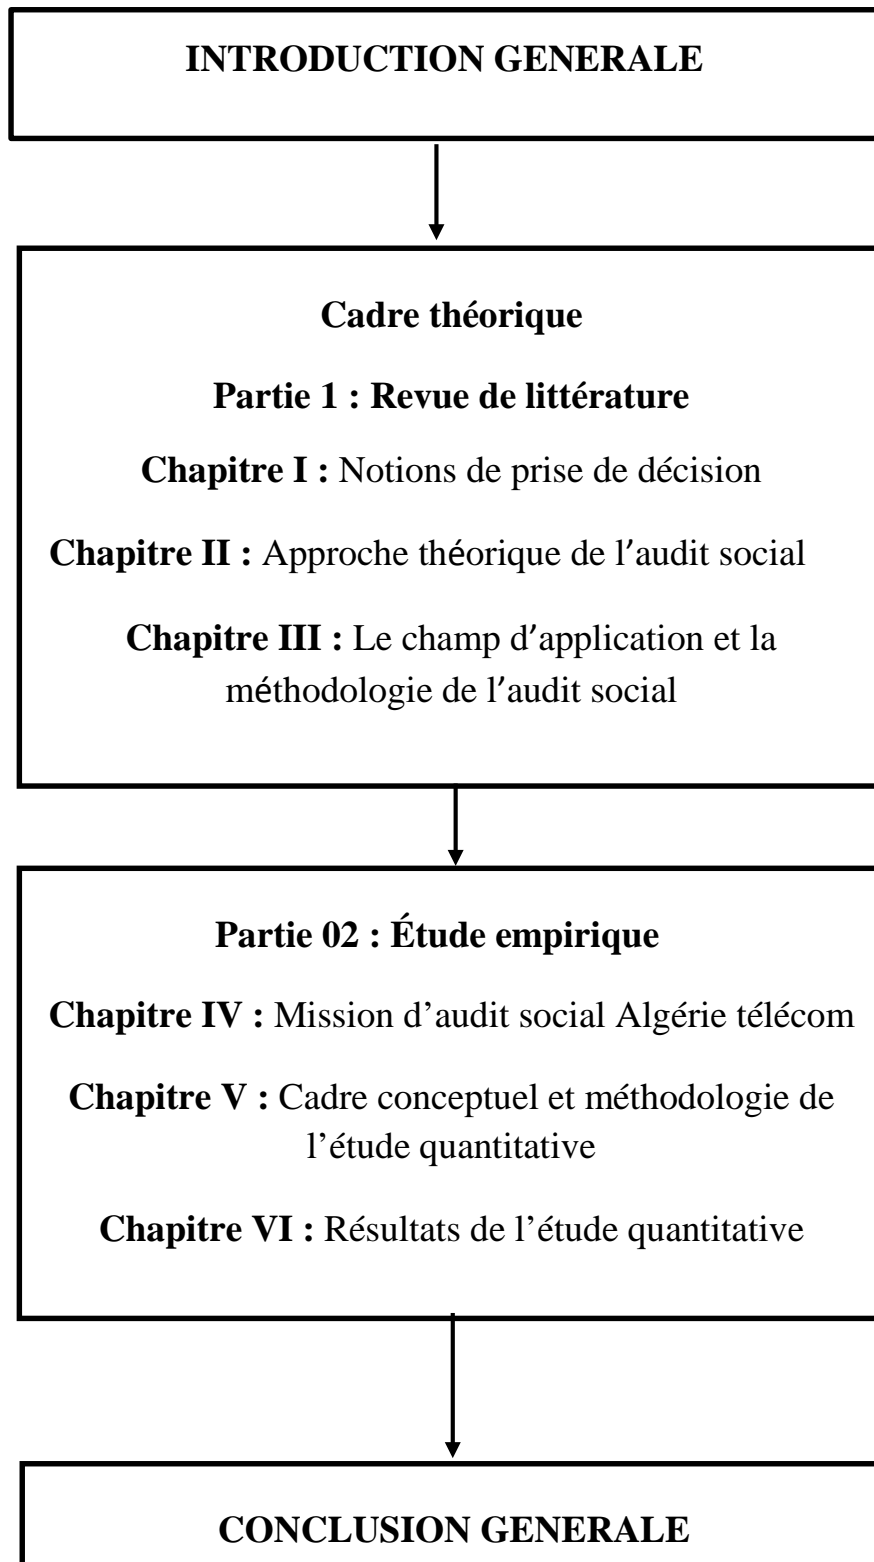 INTRODUCTION GENERALE
Cadre théorique
Partie 1 : Revue de littérature
Chapitre I : Notions de prise de décision
Chapitre II : Approche théorique de l’audit social
Chapitre III : Le champ d’application et la
méthodologie de l’audit social
Partie 02 : Étude empirique
Chapitre IV : Mission d’audit social Algérie télécom
Chapitre V : Cadre conceptuel et méthodologie de
l’étude quantitative
Chapitre VI : Résultats de l’étude quantitative
CONCLUSION GENERALE